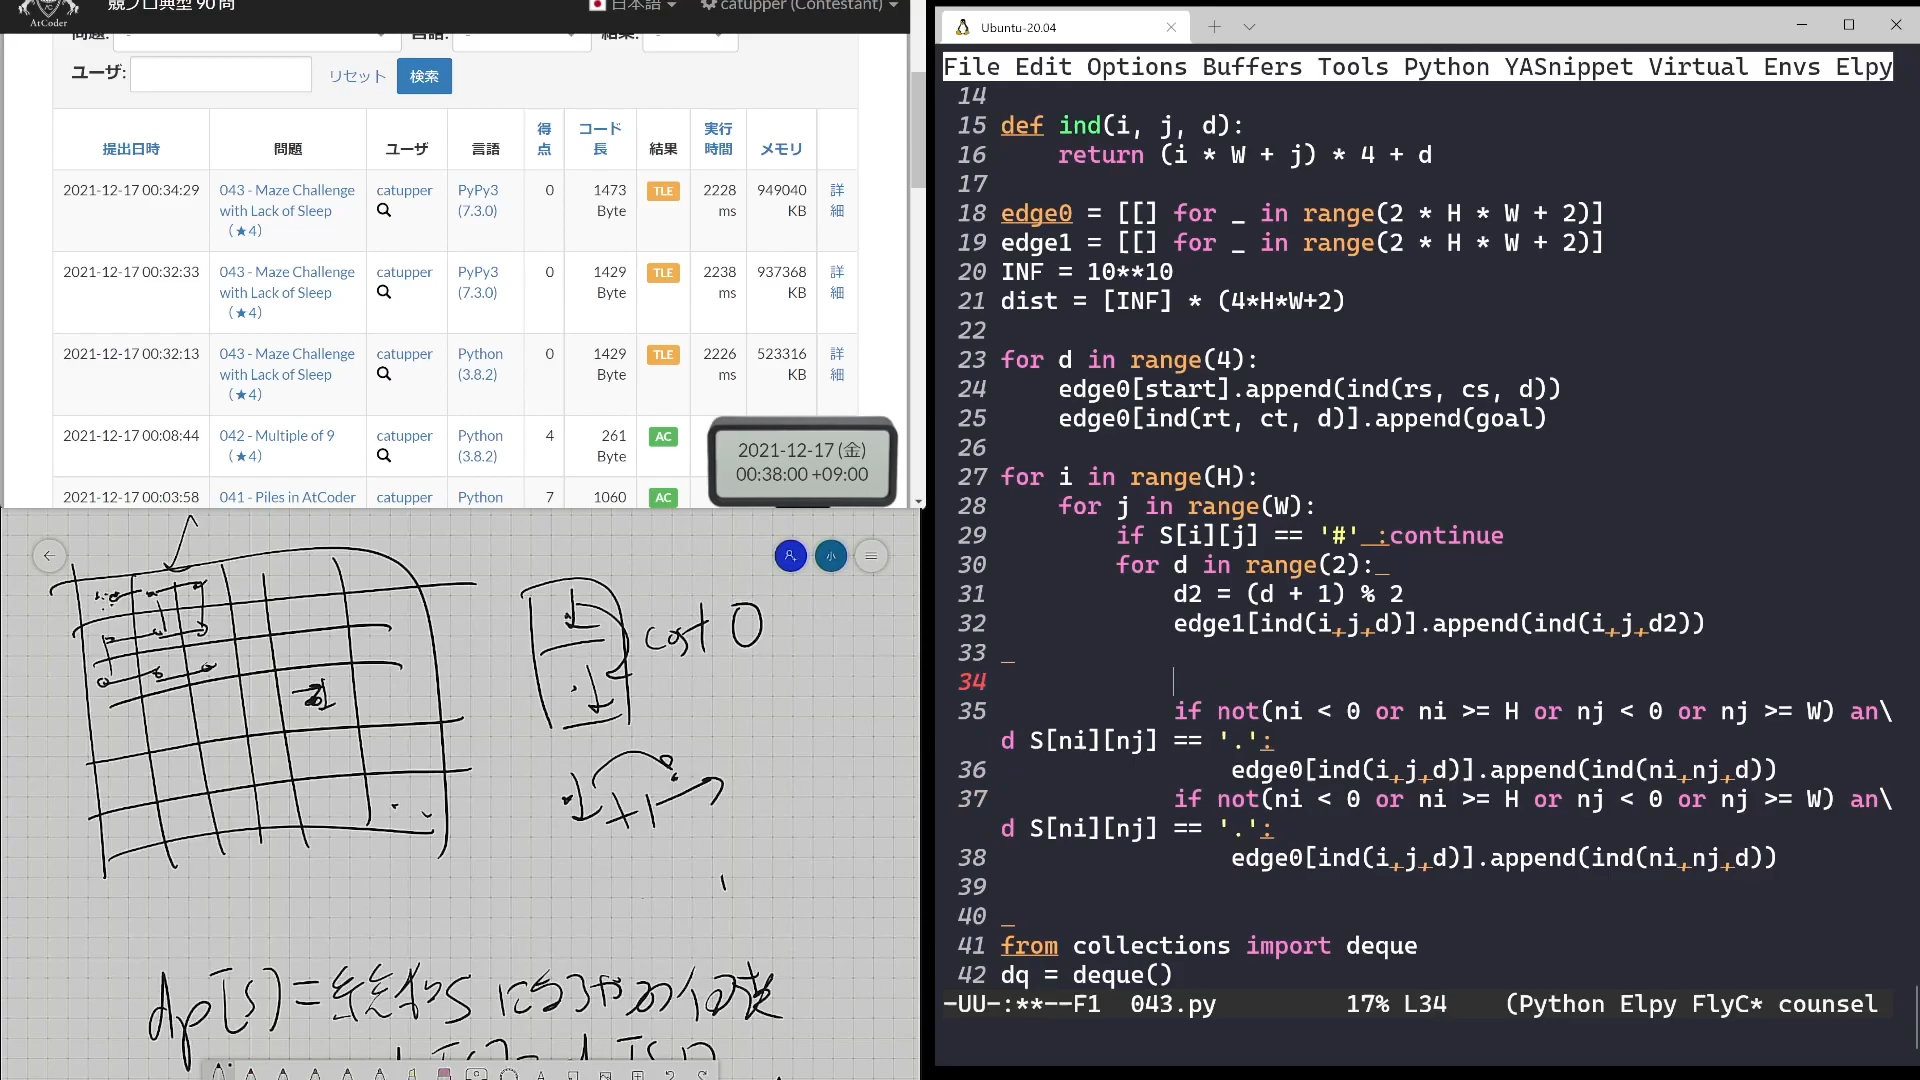 AtCoder
競プロ典型 90 問
日本語
catupper (Contestant)
問題:
言語:
結果:
ユーザ:
リセット
検索
提出日時 問題 ユーザ 言語 得点 コード長 結果 実行時間 メモリ
2021-12-17 00:34:29 043 - Maze Challenge with Lack of Sleep (★4) catupper PyPy3 (7.3.0) 0 1473 Byte TLE 2228 ms 949040 KB 詳細
2021-12-17 00:32:33 043 - Maze Challenge with Lack of Sleep (★4) catupper PyPy3 (7.3.0) 0 1429 Byte TLE 2238 ms 937368 KB 詳細
2021-12-17 00:32:13 043 - Maze Challenge with Lack of Sleep (★4) catupper Python (3.8.2) 0 1429 Byte TLE 2226 ms 523316 KB 詳細
2021-12-17 00:08:44 042 - Multiple of 9 (★4) catupper Python (3.8.2) 4 261 Byte AC
2021-12-17 00:03:58 041 - Piles in AtCoder catupper Python 7 1060 AC
2021-12-17 (金)
00:38:00 +09:00
小
cost 0
+1
dp[s] =
Ubuntu-20.04
File Edit Options Buffers Tools Python YASnippet Virtual Envs Elpy
14
15 def ind(i, j, d):
16     return (i * W + j) * 4 + d
17
18 edge0 = [[] for _ in range(2 * H * W + 2)]
19 edge1 = [[] for _ in range(2 * H * W + 2)]
20 INF = 10**10
21 dist = [INF] * (4*H*W+2)
22
23 for d in range(4):
24     edge0[start].append(ind(rs, cs, d))
25     edge0[ind(rt, ct, d)].append(goal)
26
27 for i in range(H):
28     for j in range(W):
29         if S[i][j] == '#' :continue
30         for d in range(2):
31             d2 = (d + 1) % 2
32             edge1[ind(i,j,d)].append(ind(i,j,d2))
33
34
35             if not(ni < 0 or ni >= H or nj < 0 or nj >= W) an\
d S[ni][nj] == '.':
36                 edge0[ind(i,j,d)].append(ind(ni,nj,d))
37             if not(ni < 0 or ni >= H or nj < 0 or nj >= W) an\
d S[ni][nj] == '.':
38                 edge0[ind(i,j,d)].append(ind(ni,nj,d))
39
40
41 from collections import deque
42 dq = deque()
-UU-:**--F1 043.py 17% L34 (Python Elpy FlyC* counsel